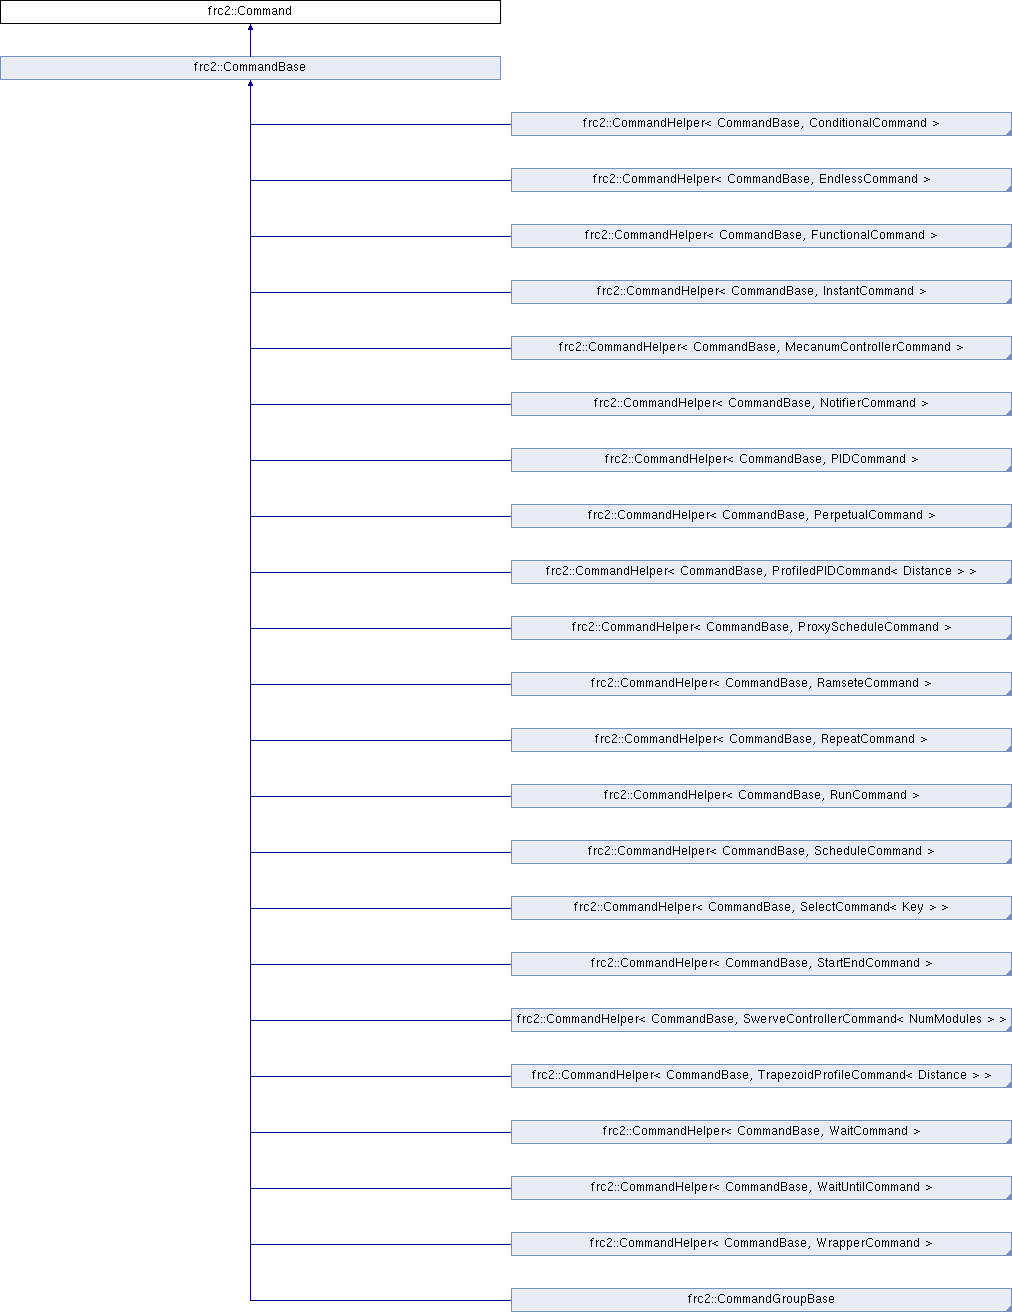 frc2::Command
frc2::CommandBase
frc2::CommandHelper< CommandBase, ConditionalCommand >
frc2::CommandHelper< CommandBase, EndlessCommand >
frc2::CommandHelper< CommandBase, FunctionalCommand >
frc2::CommandHelper< CommandBase, InstantCommand >
frc2::CommandHelper< CommandBase, MecanumControllerCommand >
frc2::CommandHelper< CommandBase, NotifierCommand >
frc2::CommandHelper< CommandBase, PIDCommand >
frc2::CommandHelper< CommandBase, PerpetualCommand >
frc2::CommandHelper< CommandBase, ProfiledPIDCommand< Distance > >
frc2::CommandHelper< CommandBase, ProxyScheduleCommand >
frc2::CommandHelper< CommandBase, RamseteCommand >
frc2::CommandHelper< CommandBase, RepeatCommand >
frc2::CommandHelper< CommandBase, RunCommand >
frc2::CommandHelper< CommandBase, ScheduleCommand >
frc2::CommandHelper< CommandBase, SelectCommand< Key > >
frc2::CommandHelper< CommandBase, StartEndCommand >
frc2::CommandHelper< CommandBase, SwerveControllerCommand< NumModules > >
frc2::CommandHelper< CommandBase, TrapezoidProfileCommand< Distance > >
frc2::CommandHelper< CommandBase, WaitCommand >
frc2::CommandHelper< CommandBase, WaitUntilCommand >
frc2::CommandHelper< CommandBase, WrapperCommand >
frc2::CommandGroupBase